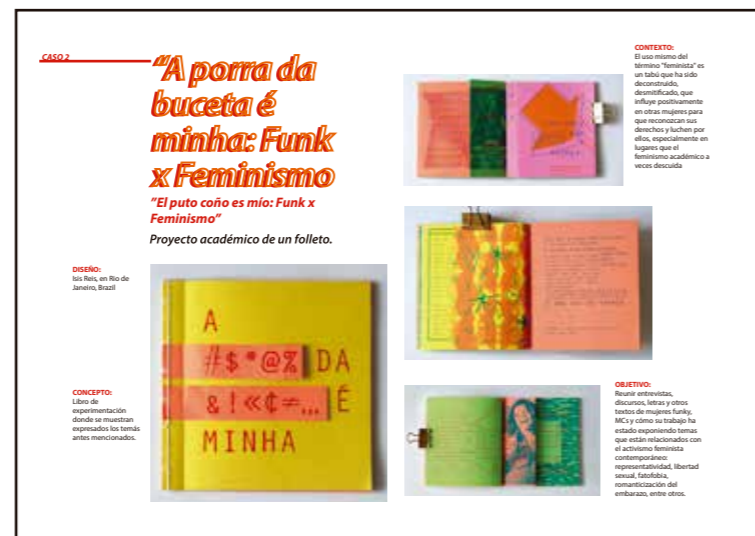 CASO 2
"A porra da
buceta é
minha: Funk
x Feminismo
"El puto coño es mío: Funk x
Feminismo"
Proyecto académico de un folleto.
DISEÑO:
Isis Reis, en Rio de
Janeiro, Brazil
CONCEPTO:
Libro de
experimentación
donde se muestran
expresados los temás
antes mencionados.
A
#$*@% DA
&!«¢=... É
MINHA
CONTEXTO:
El uso mismo del
término "feminista" es
un tabú que ha sido
deconstruido,
desmitificado, que
influye positivamente
en otras mujeres para
que reconozcan sus
derechos y luchen por
ellos, especialmente en
lugares que el
feminismo académico a
veces descuida
OBJETIVO:
Reunir entrevistas,
discursos, letras y otros
textos de mujeres funky,
MCs y cómo su trabajo ha
estado exponiendo temas
que están relacionados con
el activismo feminista
contemporáneo:
representatividad, libertad
sexual, fatofobia,
romanticización del
embarazo, entre otros.